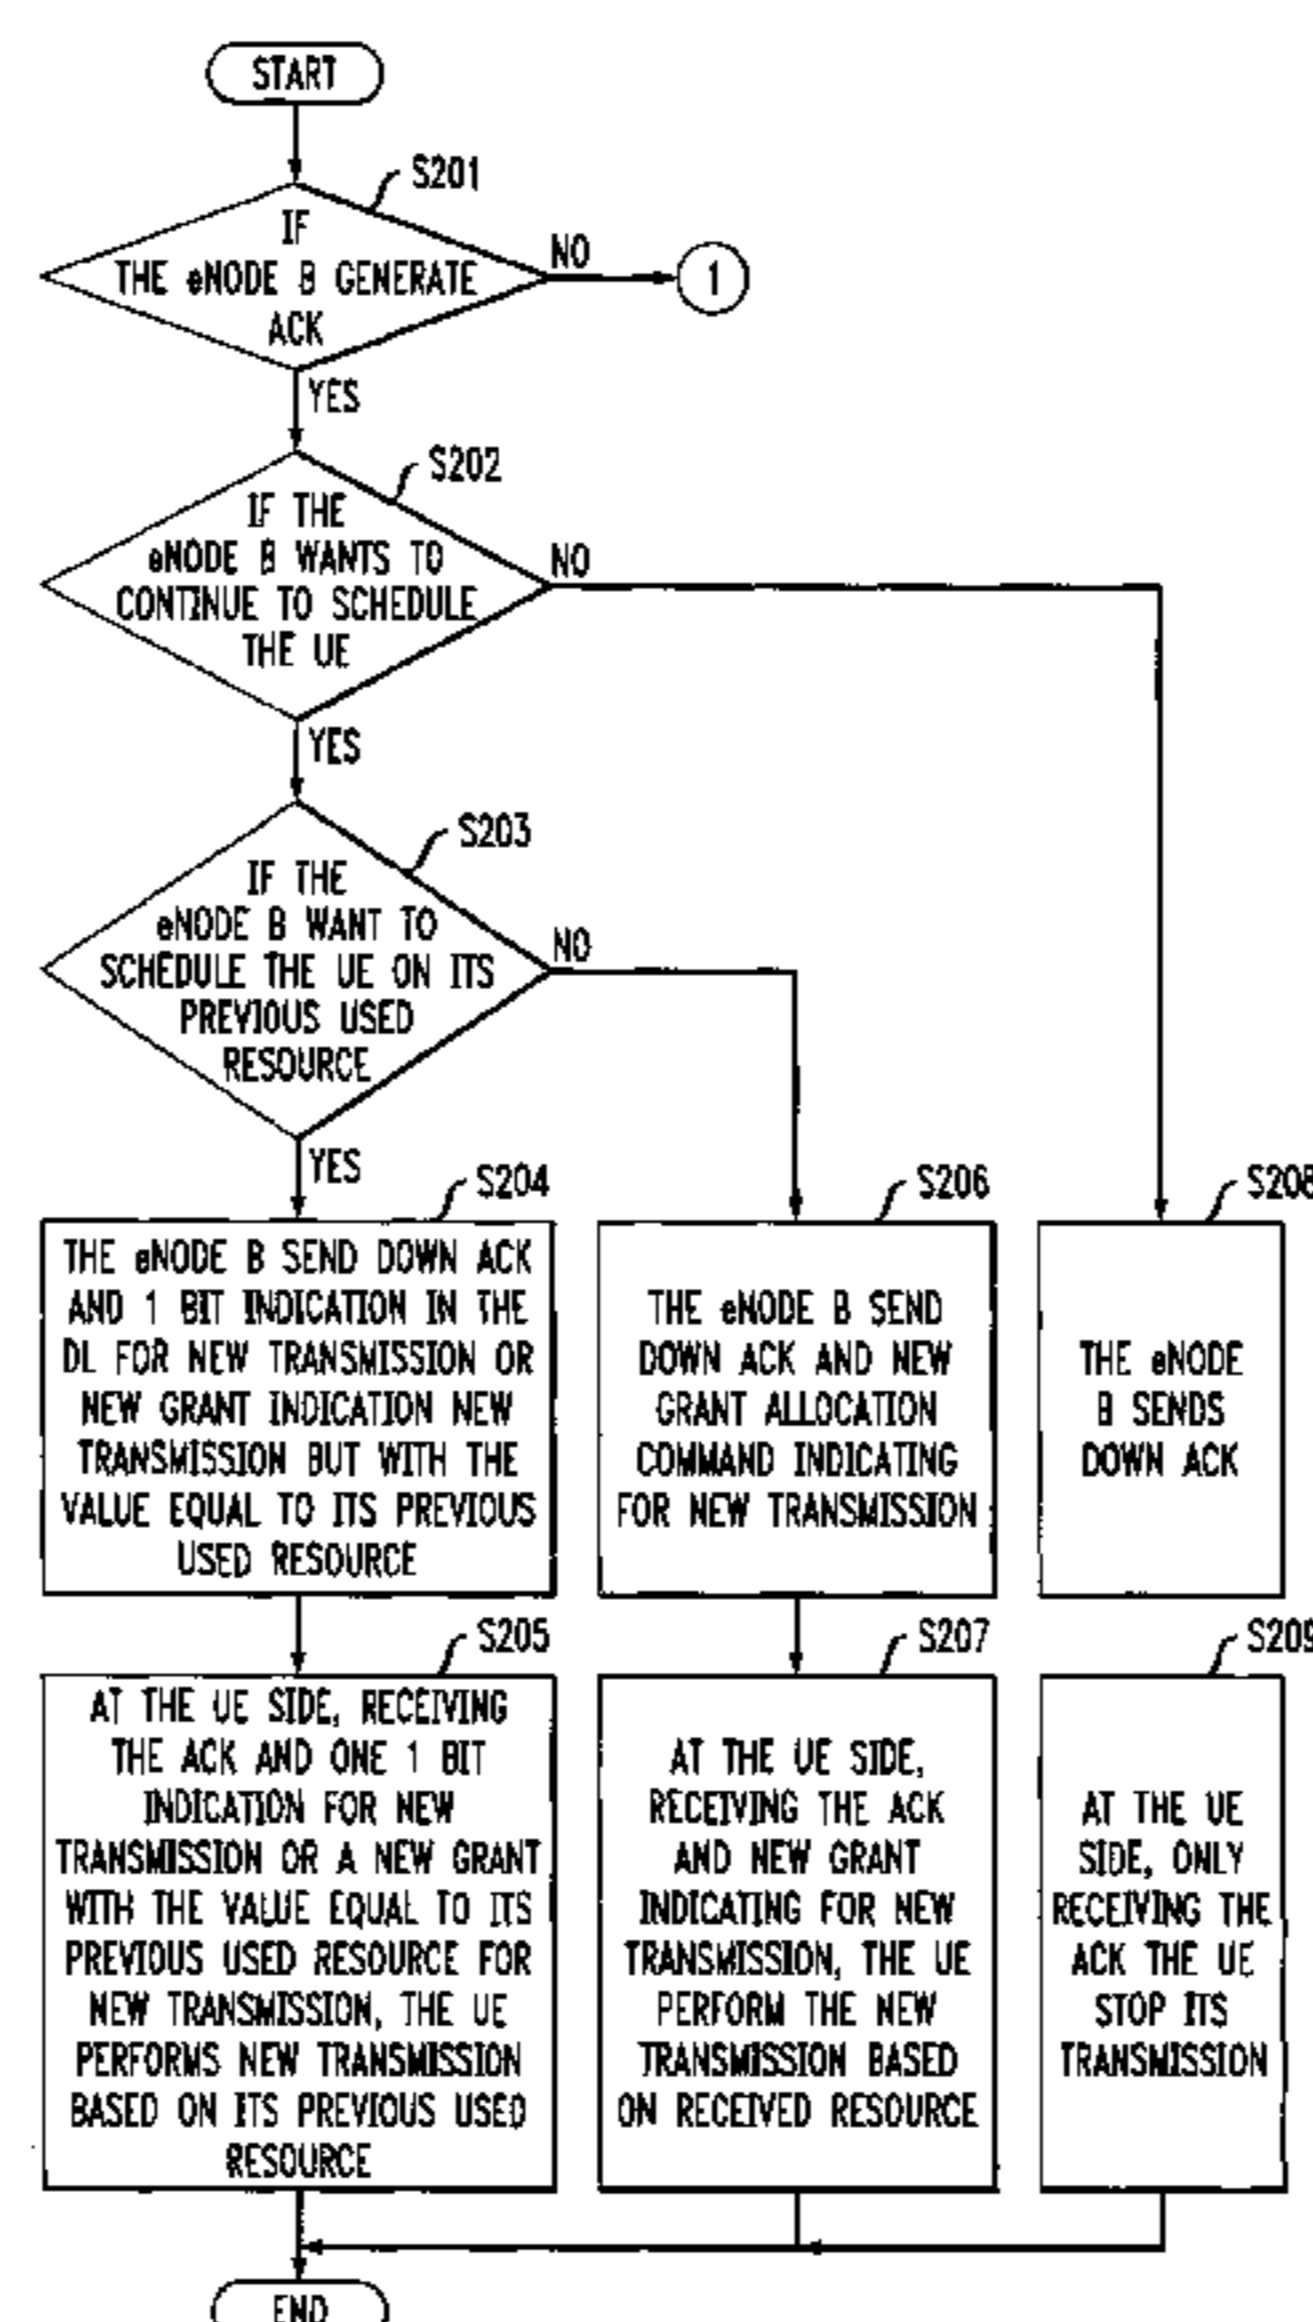 START
S201
IF
THE eNODE B GENERATE
ACK
NO
1
YES
S202
IF THE
eNODE B WANTS TO
CONTINUE TO SCHEDULE
THE UE
NO
YES
S203
IF THE
eNODE B WANT TO
SCHEDULE THE UE ON ITS
PREVIOUS USED
RESOURCE
NO
YES
S204
THE eNODE B SEND DOWN ACK
AND 1 BIT INDICATION IN THE
DL FOR NEW TRANSMISSION OR
NEW GRANT INDICATION NEW
TRANSMISSION BUT WITH THE
VALUE EQUAL TO ITS PREVIOUS
USED RESOURCE
S206
THE eNODE B SEND
DOWN ACK AND NEW
GRANT ALLOCATION
COMMAND INDICATING
FOR NEW TRANSMISSION
S208
THE eNODE
B SENDS
DOWN ACK
S205
AT THE UE SIDE, RECEIVING
THE ACK AND ONE 1 BIT
INDICATION FOR NEW
TRANSMISSION OR A NEW GRANT
WITH THE VALUE EQUAL TO ITS
PREVIOUS USED RESOURCE FOR
NEW TRANSMISSION, THE UE
PERFORMS NEW TRANSMISSION
BASED ON ITS PREVIOUS USED
RESOURCE
S207
AT THE UE SIDE,
RECEIVING THE ACK
AND NEW GRANT
INDICATING FOR NEW
TRANSMISSION, THE UE
PERFORM THE NEW
TRANSMISSION BASED
ON RECEIVED RESOURCE
S209
AT THE UE
SIDE, ONLY
RECEIVING THE
ACK THE UE
STOP ITS
TRANSMISSION
END